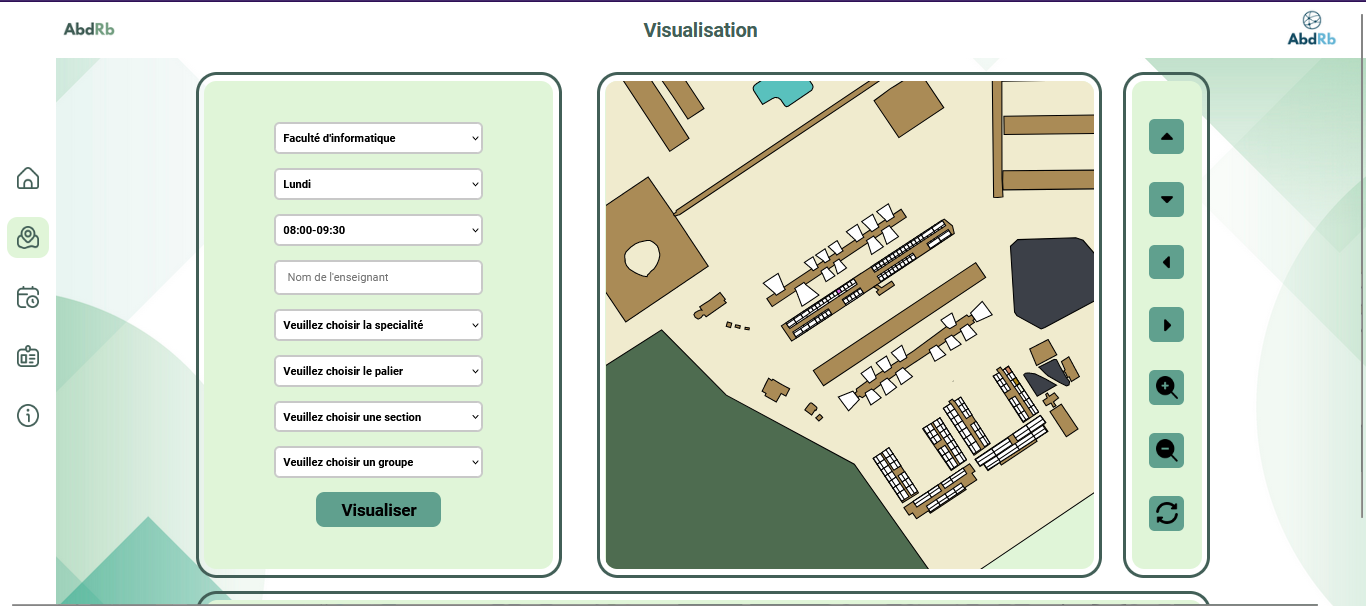 AbdRb
Visualisation
AbdRb
Faculté d'informatique
Lundi
08:00-09:30
Nom de l'enseignant
Veuillez choisir la specialité
Veuillez choisir le palier
Veuillez choisir une section
Veuillez choisir un groupe
Visualiser